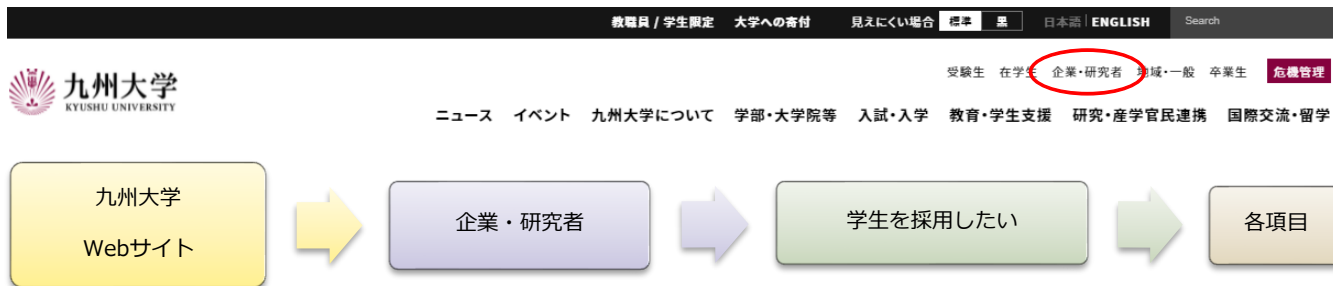 教職員 / 学生限定 大学への寄付 見えにくい場合 標準 黒 日本語 ENGLISH Search
受験生 在学生 企業・研究者 地域・一般 卒業生 危機管理
九州大学
KYUSHU UNIVERSITY
ニュース イベント 九州大学について 学部・大学院等 入試・入学 教育・学生支援 研究・産学官民連携 国際交流・留学
九州大学
Webサイト
企業・研究者
学生を採用したい
各項目